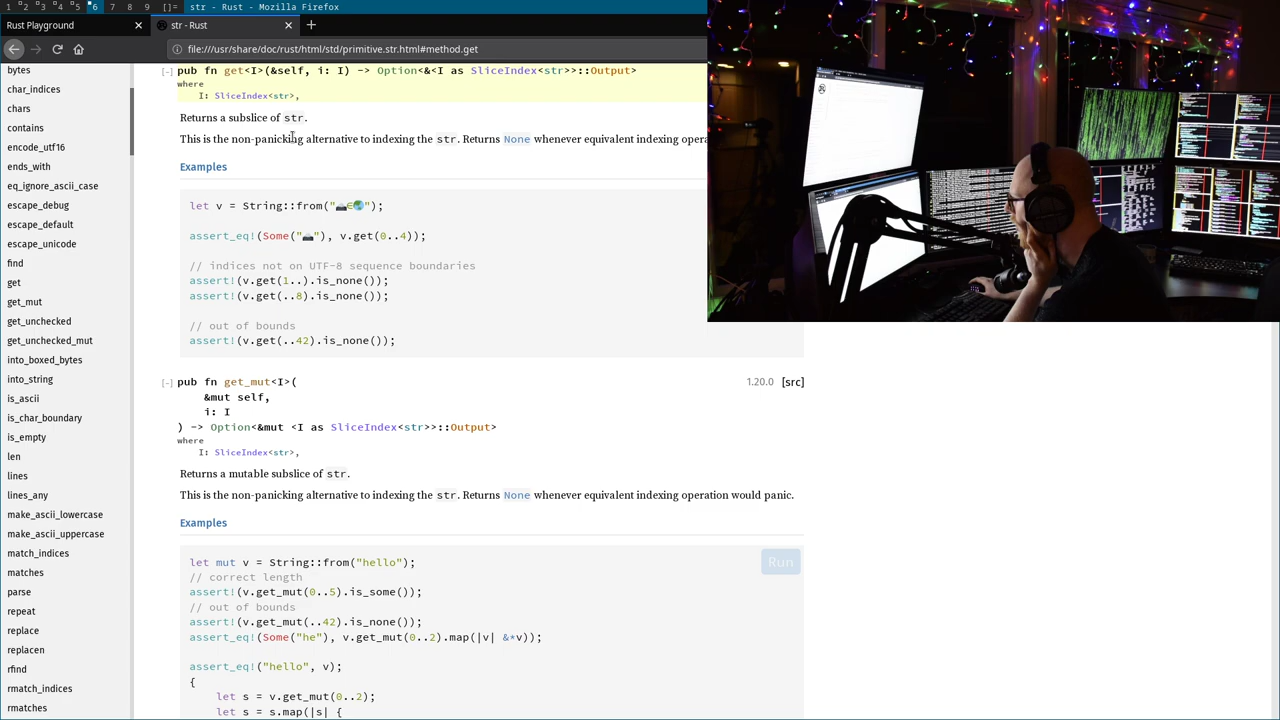 1 2 3 4 5 6 7 8 9 []= str - Rust - Mozilla Firefox
Rust Playground
str - Rust
file:///usr/share/doc/rust/html/std/primitive.str.html#method.get
bytes
char_indices
chars
contains
encode_utf16
ends_with
eq_ignore_ascii_case
escape_debug
escape_default
escape_unicode
find
get
get_mut
get_unchecked
get_unchecked_mut
into_boxed_bytes
into_string
is_ascii
is_char_boundary
is_empty
len
lines
lines_any
make_ascii_lowercase
make_ascii_uppercase
match_indices
matches
parse
repeat
replace
replacen
rfind
rmatch_indices
rmatches
[-] pub fn get<I>(&self, i: I) -> Option<&<I as SliceIndex<str>>::Output>
where
I: SliceIndex<str>,
Returns a subslice of str.
This is the non-panicking alternative to indexing the str. Returns None whenever equivalent indexing opera
Examples
let v = String::from("🗻∈🌏");
assert_eq!(Some("🗻"), v.get(0..4));
// indices not on UTF-8 sequence boundaries
assert!(v.get(1..).is_none());
assert!(v.get(..8).is_none());
// out of bounds
assert!(v.get(..42).is_none());
[-] pub fn get_mut<I>( 1.20.0 [src]
&mut self,
i: I
) -> Option<&mut <I as SliceIndex<str>>::Output>
where
I: SliceIndex<str>,
Returns a mutable subslice of str.
This is the non-panicking alternative to indexing the str. Returns None whenever equivalent indexing operation would panic.
Examples
Run
let mut v = String::from("hello");
// correct length
assert!(v.get_mut(0..5).is_some());
// out of bounds
assert!(v.get_mut(..42).is_none());
assert_eq!(Some("he"), v.get_mut(0..2).map(|v| &*v));
assert_eq!("hello", v);
{
let s = v.get_mut(0..2);
let s = s.map(|s| {